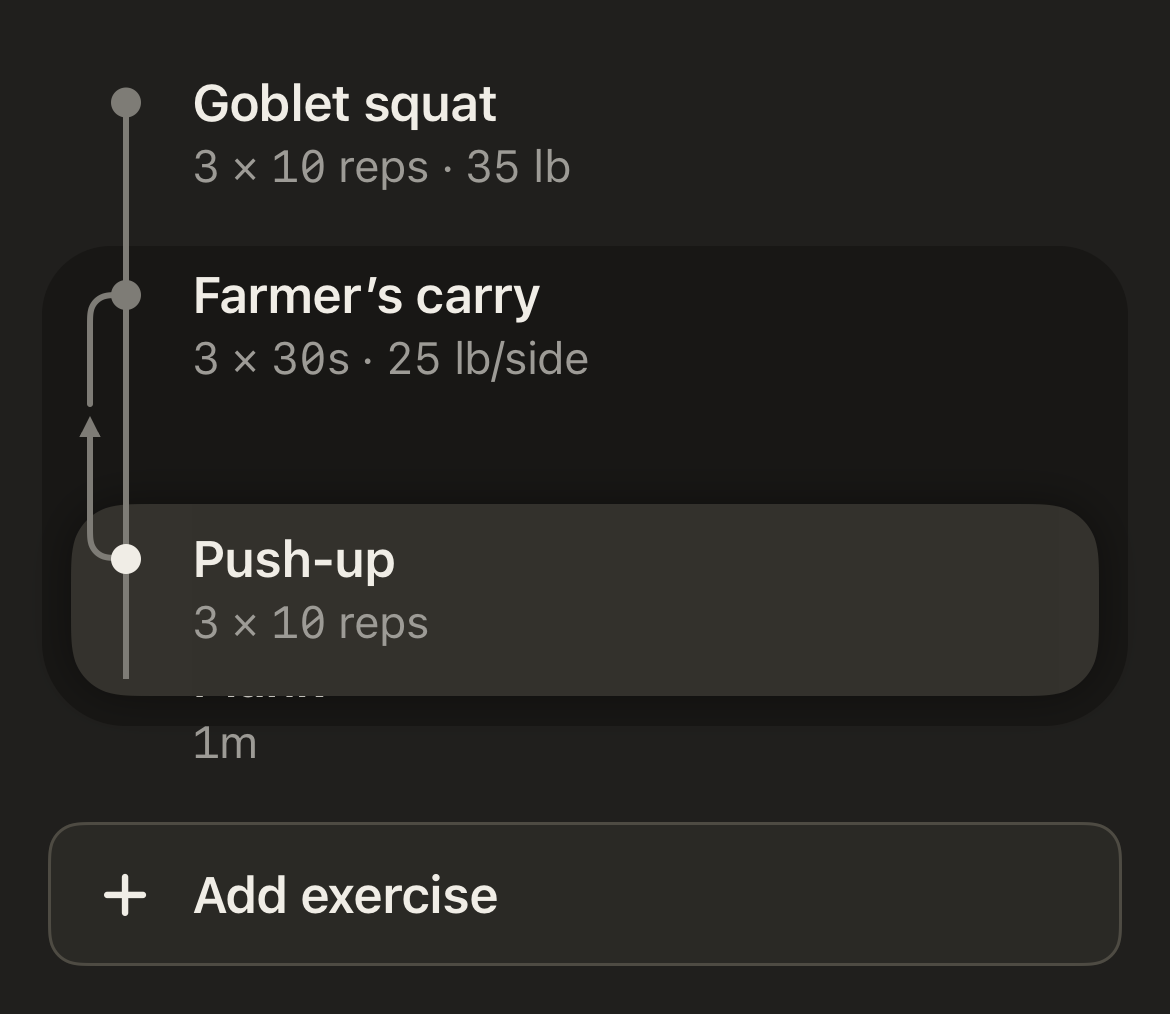 Goblet squat
3 × 10 reps · 35 lb
Farmer’s carry
3 × 30s · 25 lb/side
Push-up
3 × 10 reps
1m
Add exercise